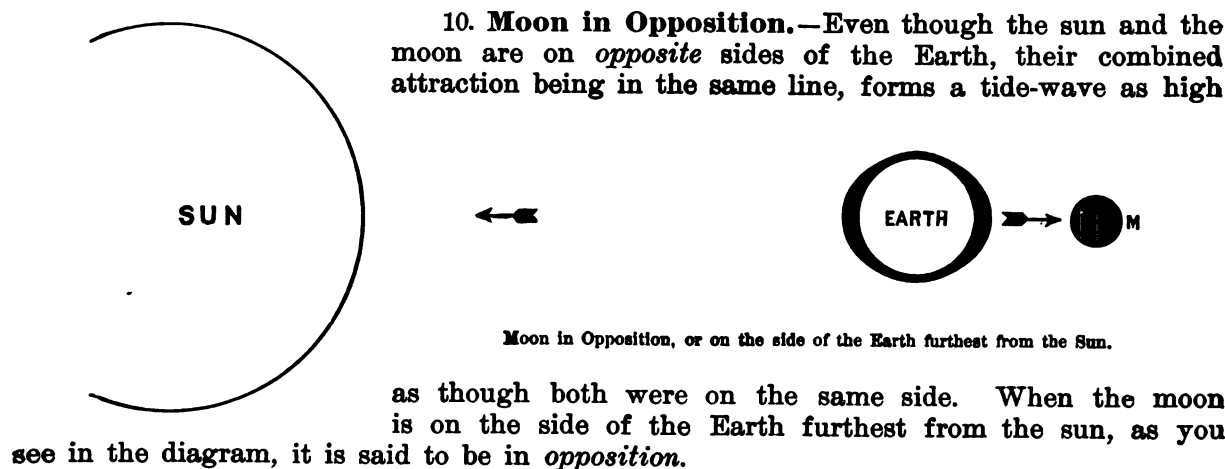 10. Moon in Opposition.—Even though the sun and the
moon are on opposite sides of the Earth, their combined
attraction being in the same line, forms a tide-wave as high
SUN
EARTH
M
Moon in Opposition, or on the side of the Earth furthest from the Sun.
as though both were on the same side. When the moon
is on the side of the Earth furthest from the sun, as you
see in the diagram, it is said to be in opposition.